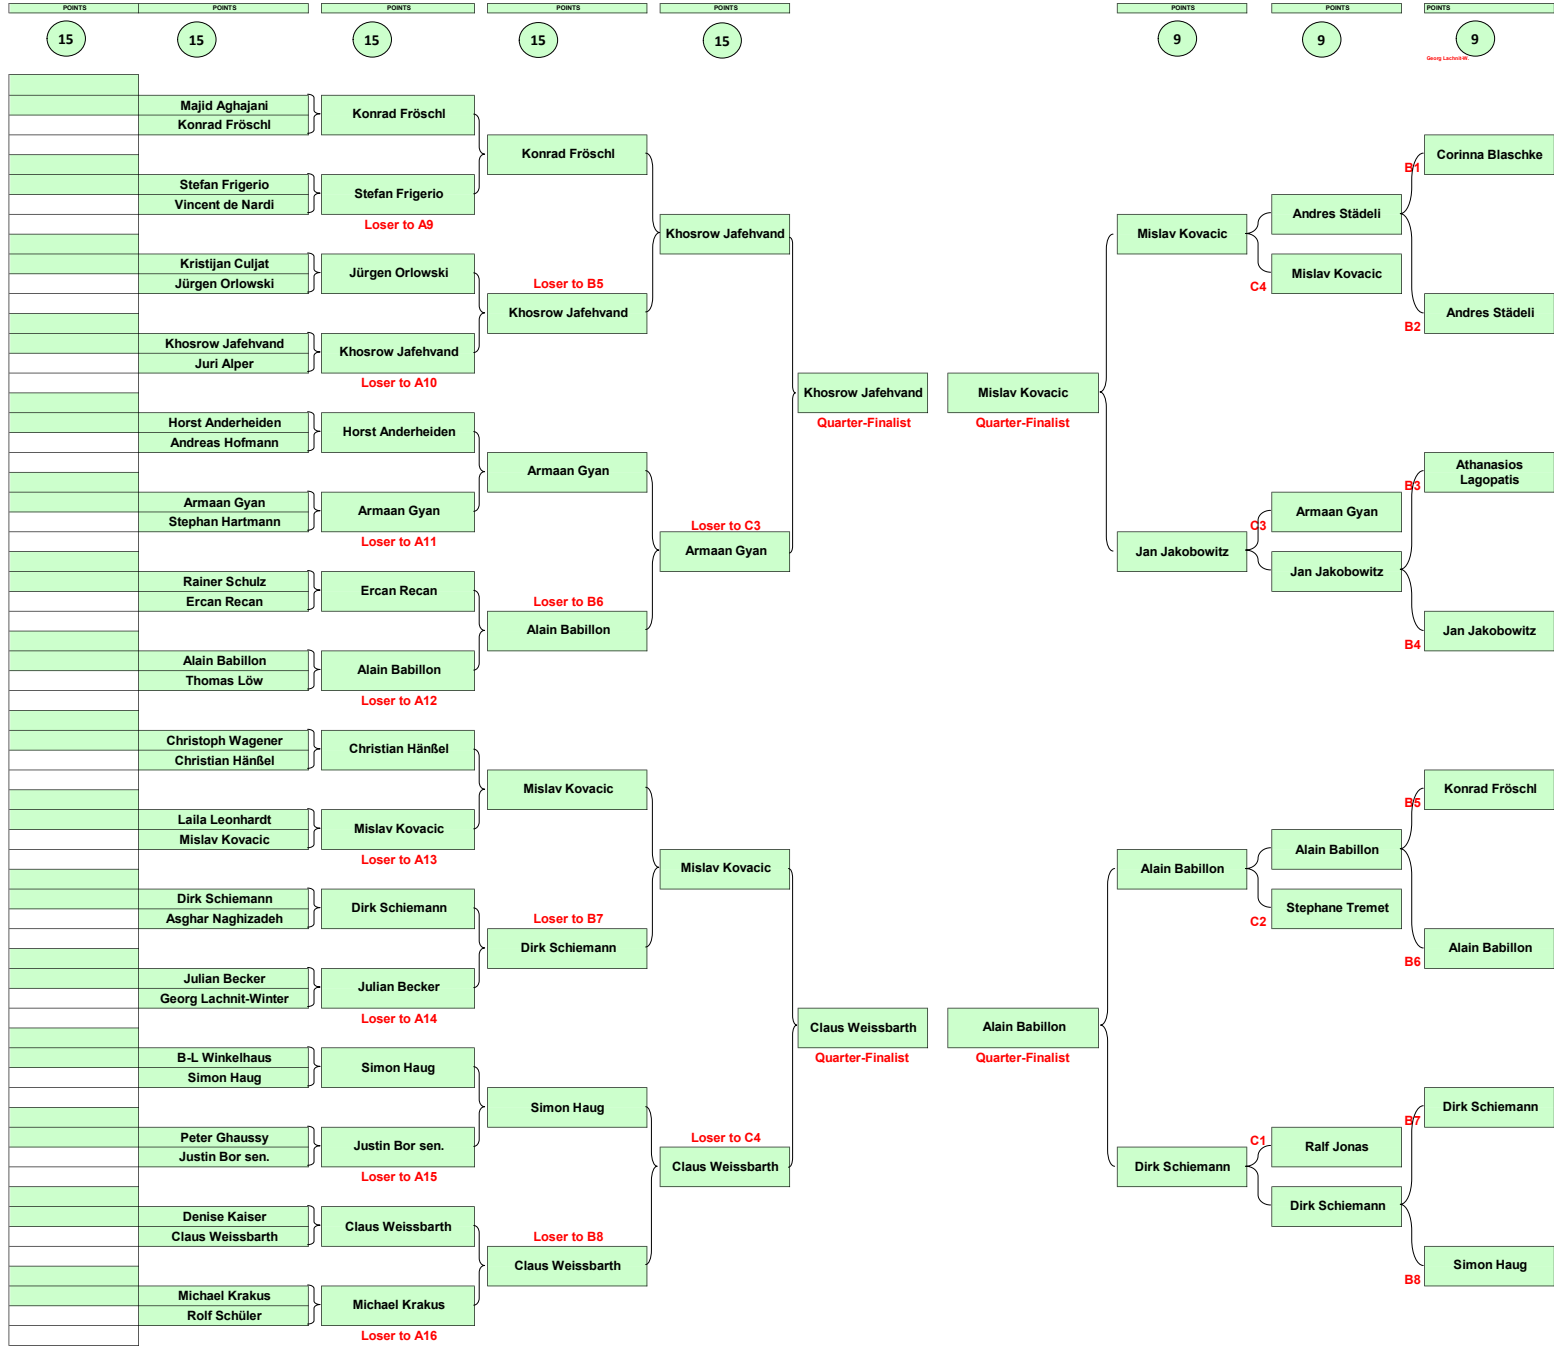 POINTS
POINTS
POINTS
POINTS
POINTS
POINTS
POINTS
POINTS
15
15
15
15
15
9
9
9
Georg Lachnit-W.
Majid Aghajani
Konrad Fröschl
Stefan Frigerio
Vincent de Nardi
Kristijan Culjat
Jürgen Orlowski
Khosrow Jafehvand
Juri Alper
Horst Anderheiden
Andreas Hofmann
Armaan Gyan
Stephan Hartmann
Rainer Schulz
Ercan Recan
Alain Babillon
Thomas Löw
Christoph Wagener
Christian Hänßel
Laila Leonhardt
Mislav Kovacic
Dirk Schiemann
Asghar Naghizadeh
Julian Becker
Georg Lachnit-Winter
B-L Winkelhaus
Simon Haug
Peter Ghaussy
Justin Bor sen.
Denise Kaiser
Claus Weissbarth
Michael Krakus
Rolf Schüler
Konrad Fröschl
Stefan Frigerio
Loser to A9
Jürgen Orlowski
Khosrow Jafehvand
Loser to A10
Horst Anderheiden
Armaan Gyan
Loser to A11
Ercan Recan
Alain Babillon
Loser to A12
Christian Hänßel
Mislav Kovacic
Loser to A13
Dirk Schiemann
Julian Becker
Loser to A14
Simon Haug
Justin Bor sen.
Loser to A15
Claus Weissbarth
Michael Krakus
Loser to A16
Konrad Fröschl
Loser to B5
Khosrow Jafehvand
Armaan Gyan
Loser to B6
Alain Babillon
Mislav Kovacic
Loser to B7
Dirk Schiemann
Simon Haug
Loser to B8
Claus Weissbarth
Khosrow Jafehvand
Loser to C3
Armaan Gyan
Mislav Kovacic
Loser to C4
Claus Weissbarth
Khosrow Jafehvand
Quarter-Finalist
Claus Weissbarth
Quarter-Finalist
Mislav Kovacic
Quarter-Finalist
Alain Babillon
Quarter-Finalist
Mislav Kovacic
Jan Jakobowitz
Alain Babillon
Dirk Schiemann
Andres Städeli
Mislav Kovacic
C4
C3
Armaan Gyan
Jan Jakobowitz
Alain Babillon
Stephane Tremet
C2
C1
Ralf Jonas
Dirk Schiemann
Corinna Blaschke
B1
Andres Städeli
B2
Athanasios
Lagopatis
B3
Jan Jakobowitz
B4
Konrad Fröschl
B5
Alain Babillon
B6
Dirk Schiemann
B7
Simon Haug
B8